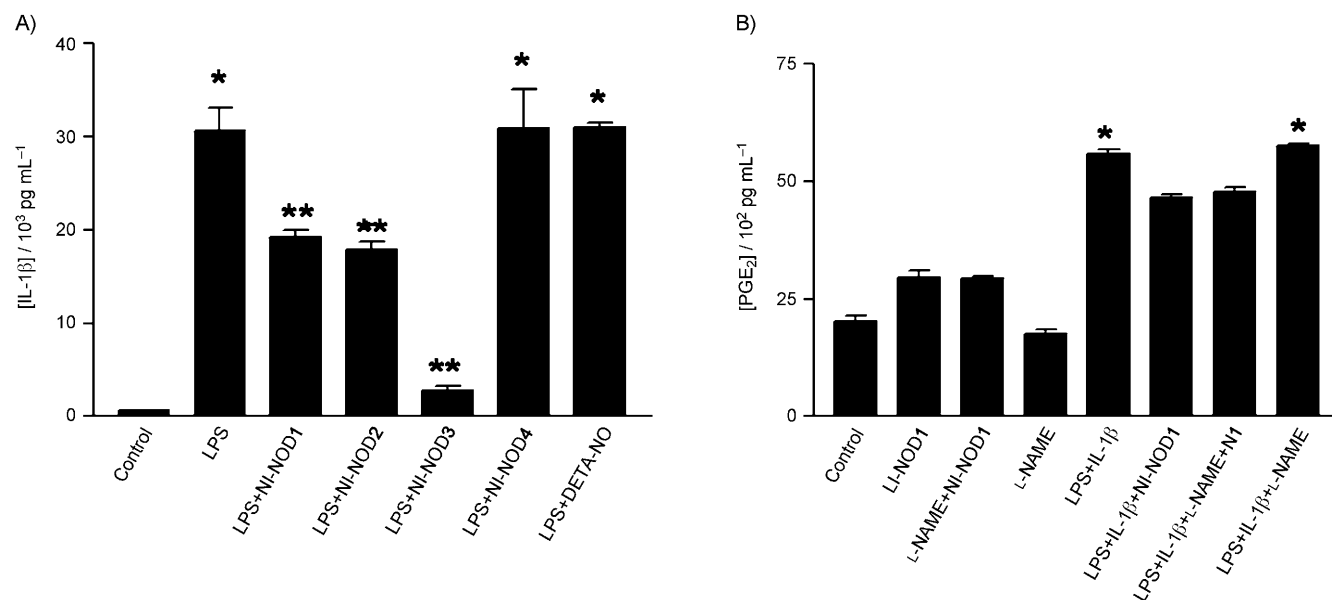 A)
[IL-1β] / 10³ pg mL⁻¹
40
30
20
10
0
*
**
**
**
*
*
Control
LPS
LPS+NI-NOD1
LPS+NI-NOD2
LPS+NI-NOD3
LPS+NI-NOD4
LPS+DETA-NO
B)
[PGE₂] / 10² pg mL⁻¹
75
50
25
0
*
*
Control
LI-NOD1
L-NAME+NI-NOD1
L-NAME
LPS+IL-1β
LPS+IL-1β+NI-NOD1
LPS+IL-1β+L-NAME+N1
LPS+IL-1β+L-NAME